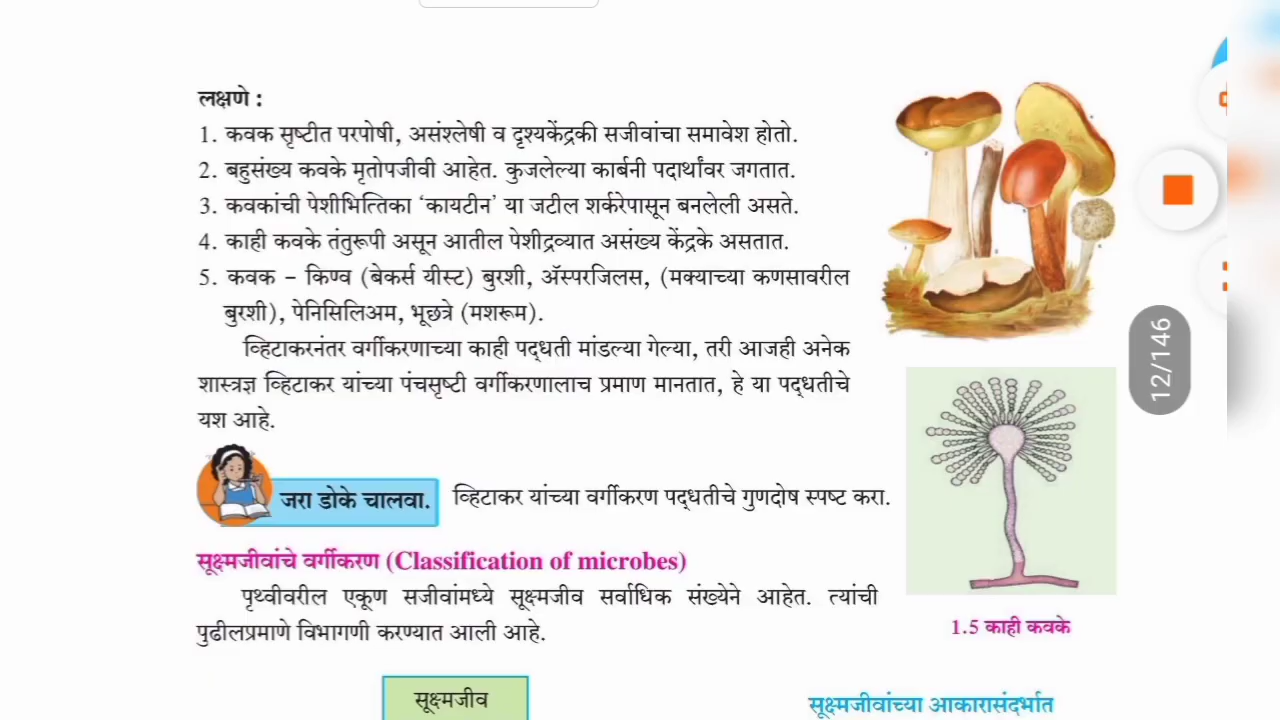 लक्षणे :
1. कवक सृष्टीत परपोषी, असंश्लेषी व दृश्यकेंद्रकी सजीवांचा समावेश होतो.
2. बहुसंख्य कवके मृतोपजीवी आहेत. कुजलेल्या कार्बनी पदार्थांवर जगतात.
3. कवकांची पेशीभित्तिका ‘कायटीन’ या जटील शर्करेपासून बनलेली असते.
4. काही कवके तंतुरूपी असून आतील पेशीद्रव्यात असंख्य केंद्रके असतात.
5. कवक – किण्व (बेकर्स यीस्ट) बुरशी, ॲस्परजिलस, (मक्याच्या कणसावरील
बुरशी), पेनिसिलिअम, भूछत्रे (मशरूम).
व्हिटाकरनंतर वर्गीकरणाच्या काही पद्धती मांडल्या गेल्या, तरी आजही अनेक
शास्त्रज्ञ व्हिटाकर यांच्या पंचसृष्टी वर्गीकरणालाच प्रमाण मानतात, हे या पद्धतीचे
यश आहे.
जरा डोके चालवा. व्हिटाकर यांच्या वर्गीकरण पद्धतीचे गुणदोष स्पष्ट करा.
सूक्ष्मजीवांचे वर्गीकरण (Classification of microbes)
पृथ्वीवरील एकूण सजीवांमध्ये सूक्ष्मजीव सर्वाधिक संख्येने आहेत. त्यांची
पुढीलप्रमाणे विभागणी करण्यात आली आहे.
1.5 काही कवके
सूक्ष्मजीव
सूक्ष्मजीवांच्या आकारासंदर्भात
12/146